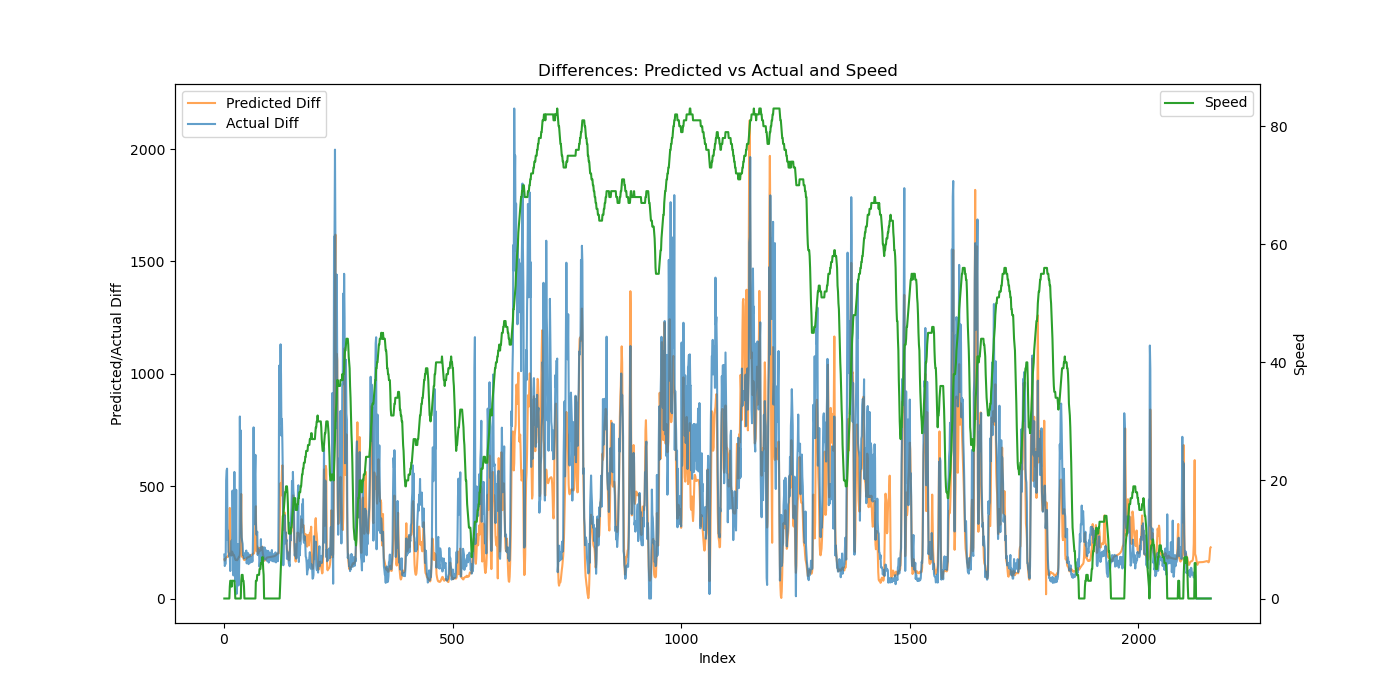 Differences: Predicted vs Actual and Speed
Predicted Diff
Actual Diff
Speed
2000
1500
1000
500
0
Predicted/Actual Diff
80
60
40
20
0
Speed
0
500
1000
1500
2000
Index